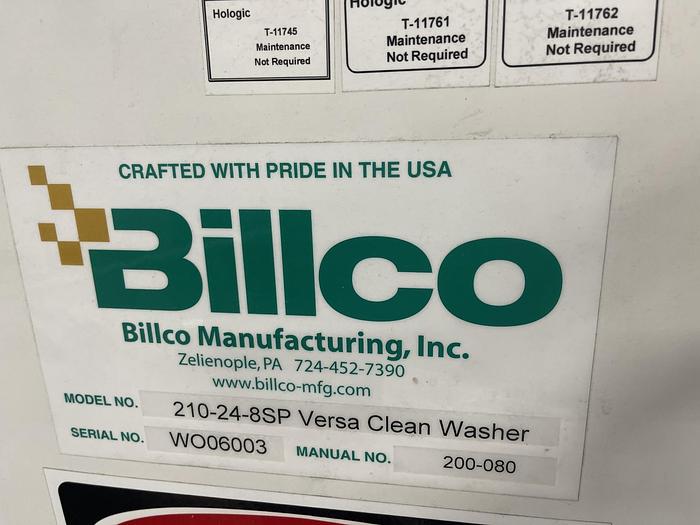 Hologic
T-11745
Maintenance
Not Required
Hologic
T-11761
Maintenance
Not Required
T-11762
Maintenance
Not Required
CRAFTED WITH PRIDE IN THE USA
Billco
Billco Manufacturing, Inc.
Zelienople, PA 724-452-7390
www.billco-mfg.com
MODEL NO. 210-24-8SP Versa Clean Washer
SERIAL NO. WO06003 MANUAL NO. 200-080